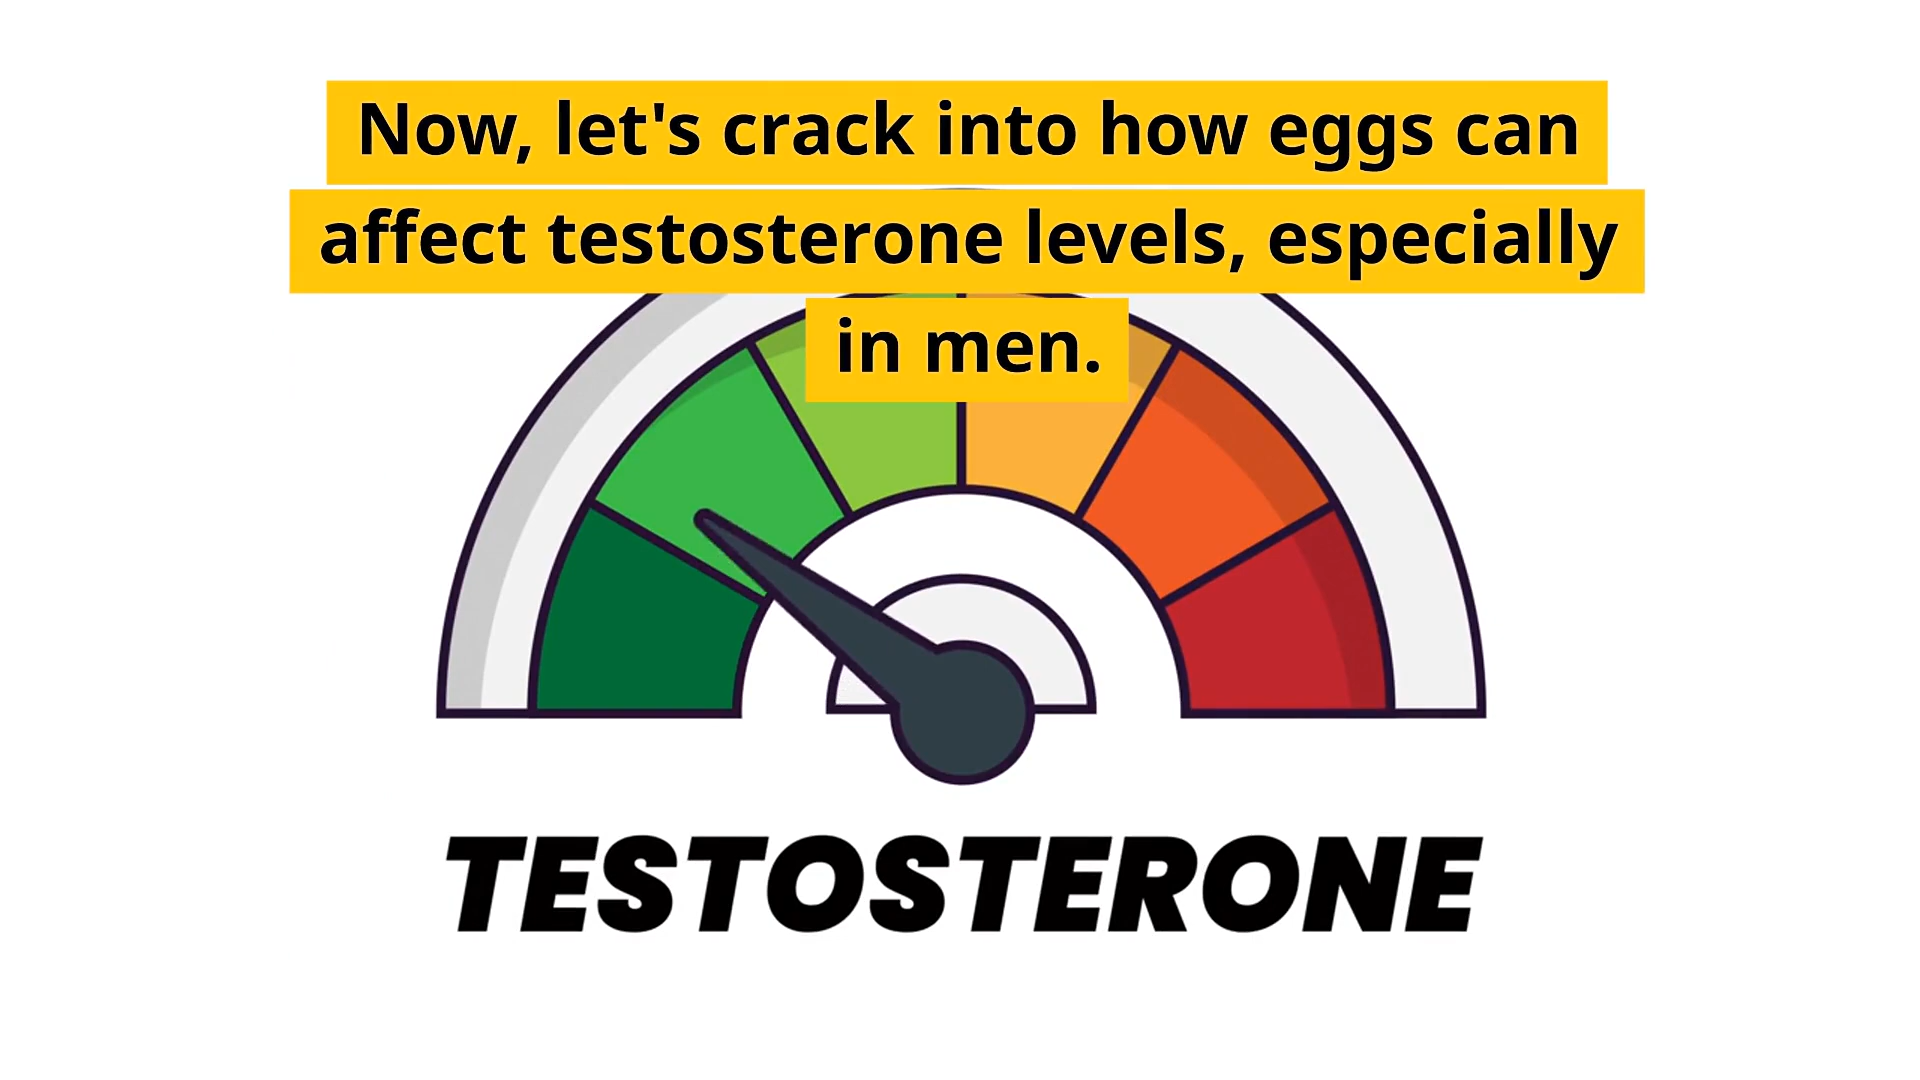 Now, let's crack into how eggs can
affect testosterone levels, especially
in men.
TESTOSTERONE